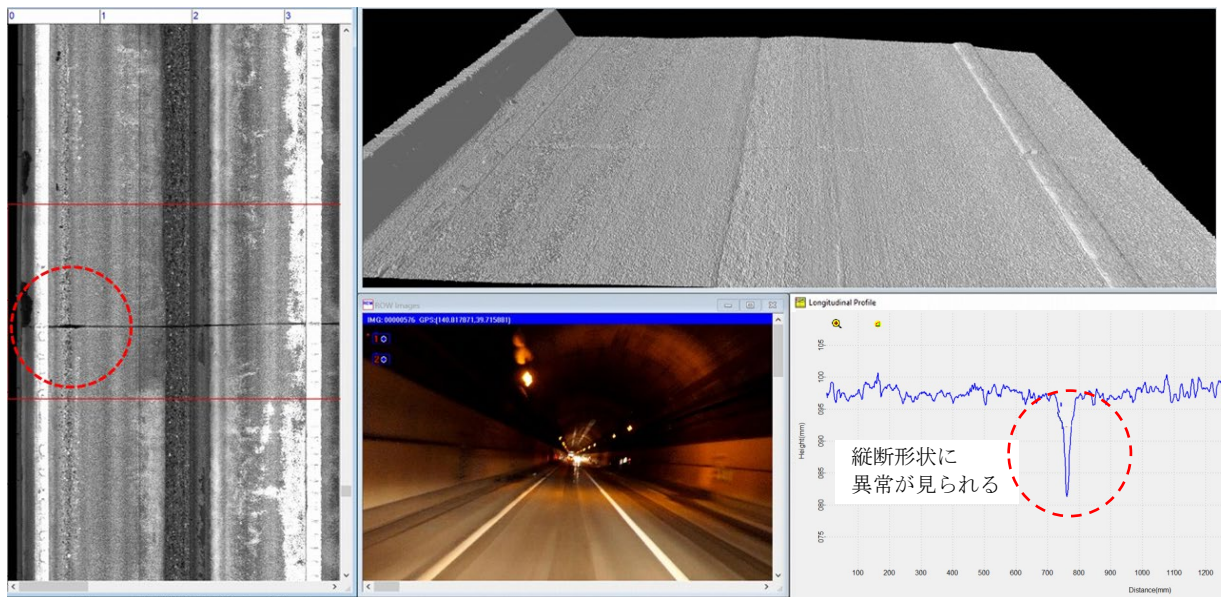 0 1 2 3
ROW Images
IMG: 00000576 GPS:(140.817871,39.715881)
1
2
Longitudinal Profile
105
100
095
090
085
080
075
Height(mm)
縦断形状に
異常が見られる
100 200 300 400 500 600 700 800 900 1000 1100 1200
Distance(mm)